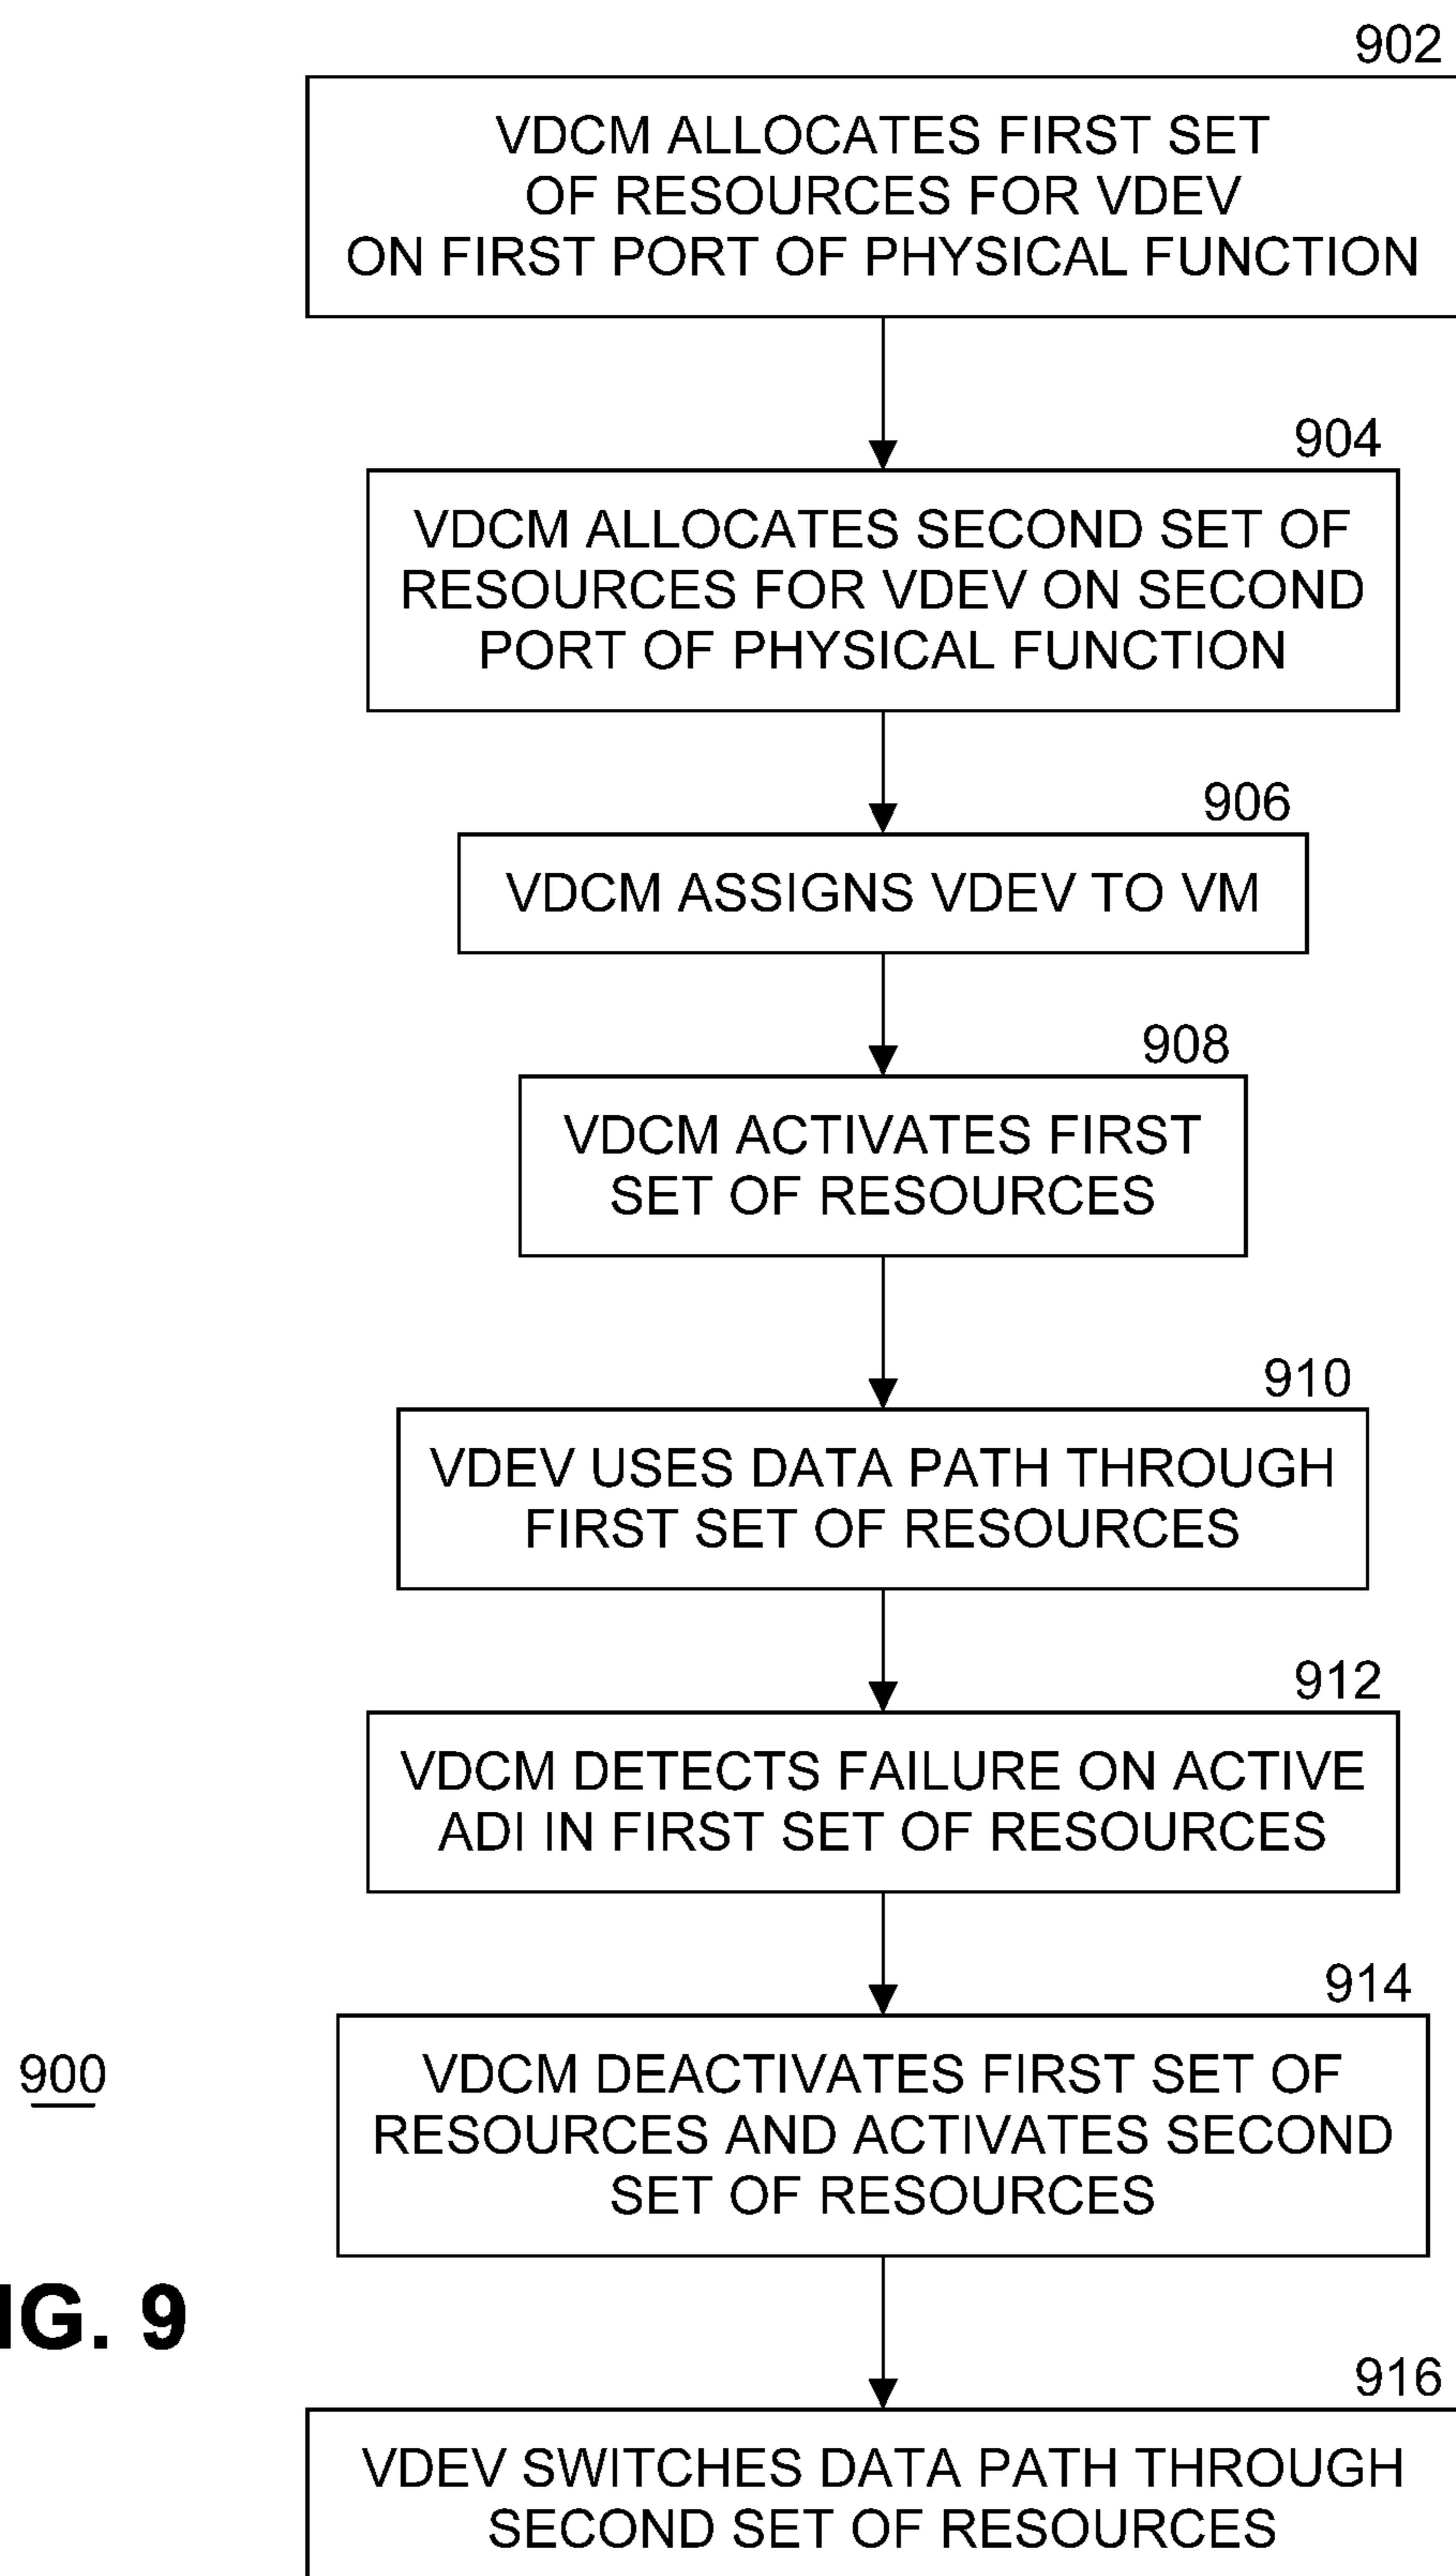 902
VDCM ALLOCATES FIRST SET
OF RESOURCES FOR VDEV
ON FIRST PORT OF PHYSICAL FUNCTION
904
VDCM ALLOCATES SECOND SET OF
RESOURCES FOR VDEV ON SECOND
PORT OF PHYSICAL FUNCTION
906
VDCM ASSIGNS VDEV TO VM
908
VDCM ACTIVATES FIRST
SET OF RESOURCES
910
VDEV USES DATA PATH THROUGH
FIRST SET OF RESOURCES
912
VDCM DETECTS FAILURE ON ACTIVE
ADI IN FIRST SET OF RESOURCES
914
VDCM DEACTIVATES FIRST SET OF
RESOURCES AND ACTIVATES SECOND
SET OF RESOURCES
900
IG. 9
916
VDEV SWITCHES DATA PATH THROUGH
SECOND SET OF RESOURCES